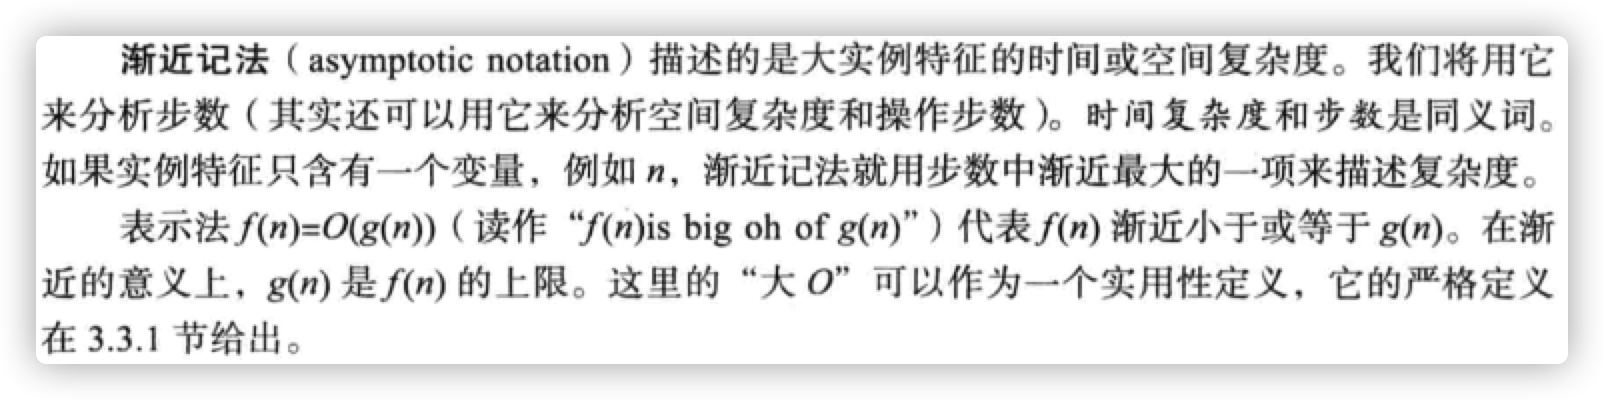 渐近记法（asymptotic notation）描述的是大实例特征的时间或空间复杂度。我们将用它
来分析步数（其实还可以用它来分析空间复杂度和操作步数）。时间复杂度和步数是同义词。
如果实例特征只含有一个变量，例如 n，渐近记法就用步数中渐近最大的一项来描述复杂度。
表示法 f(n)=O(g(n))（读作“f(n)is big oh of g(n)”）代表 f(n) 渐近小于或等于 g(n)。在渐
近的意义上，g(n) 是 f(n) 的上限。这里的“大 O”可以作为一个实用性定义，它的严格定义
在 3.3.1 节给出。